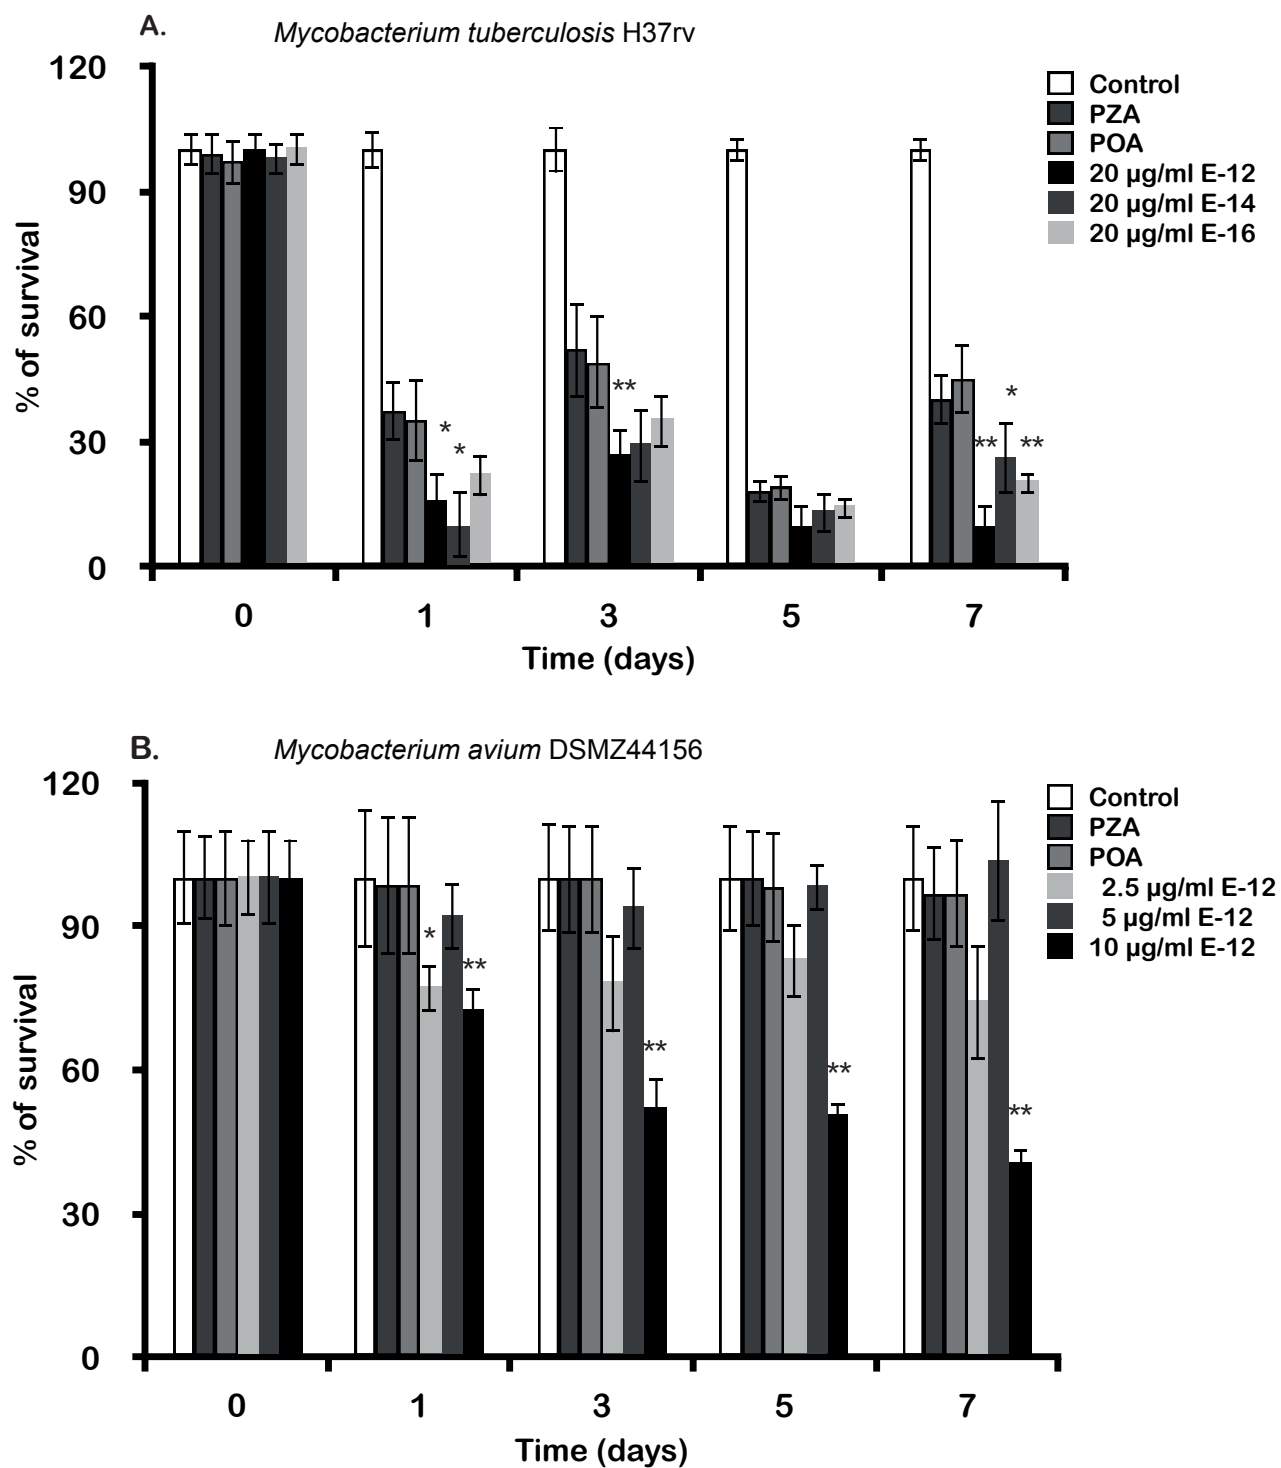 A.
Mycobacterium tuberculosis H37rv
120
90
60
30
0
% of survival
Control
PZA
POA
20 µg/ml E-12
20 µg/ml E-14
20 µg/ml E-16
*
*
**
**
*
**
0 1 3 5 7
Time (days)
B.
Mycobacterium avium DSMZ44156
120
90
60
30
0
% of survival
Control
PZA
POA
2.5 µg/ml E-12
5 µg/ml E-12
10 µg/ml E-12
*
**
**
**
**
0 1 3 5 7
Time (days)